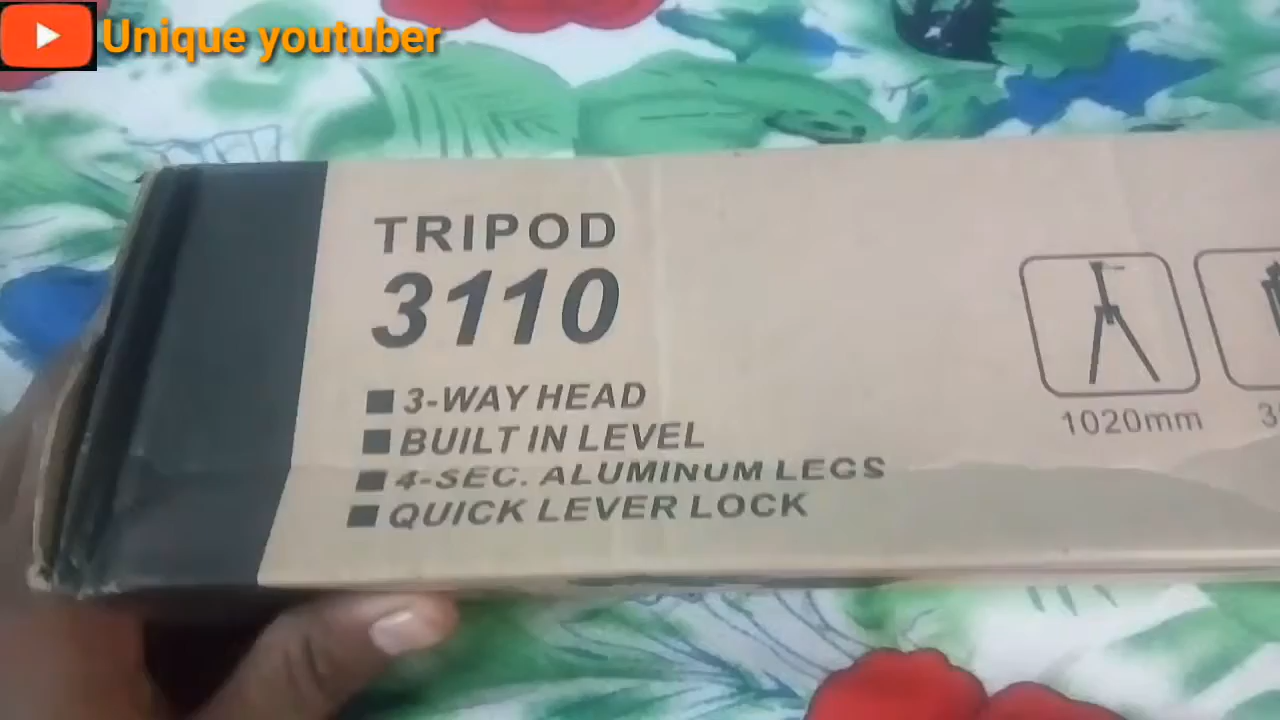 Unique youtuber
TRIPOD
3110
3-WAY HEAD
BUILT IN LEVEL
4-SEC. ALUMINUM LEGS
QUICK LEVER LOCK
1020mm